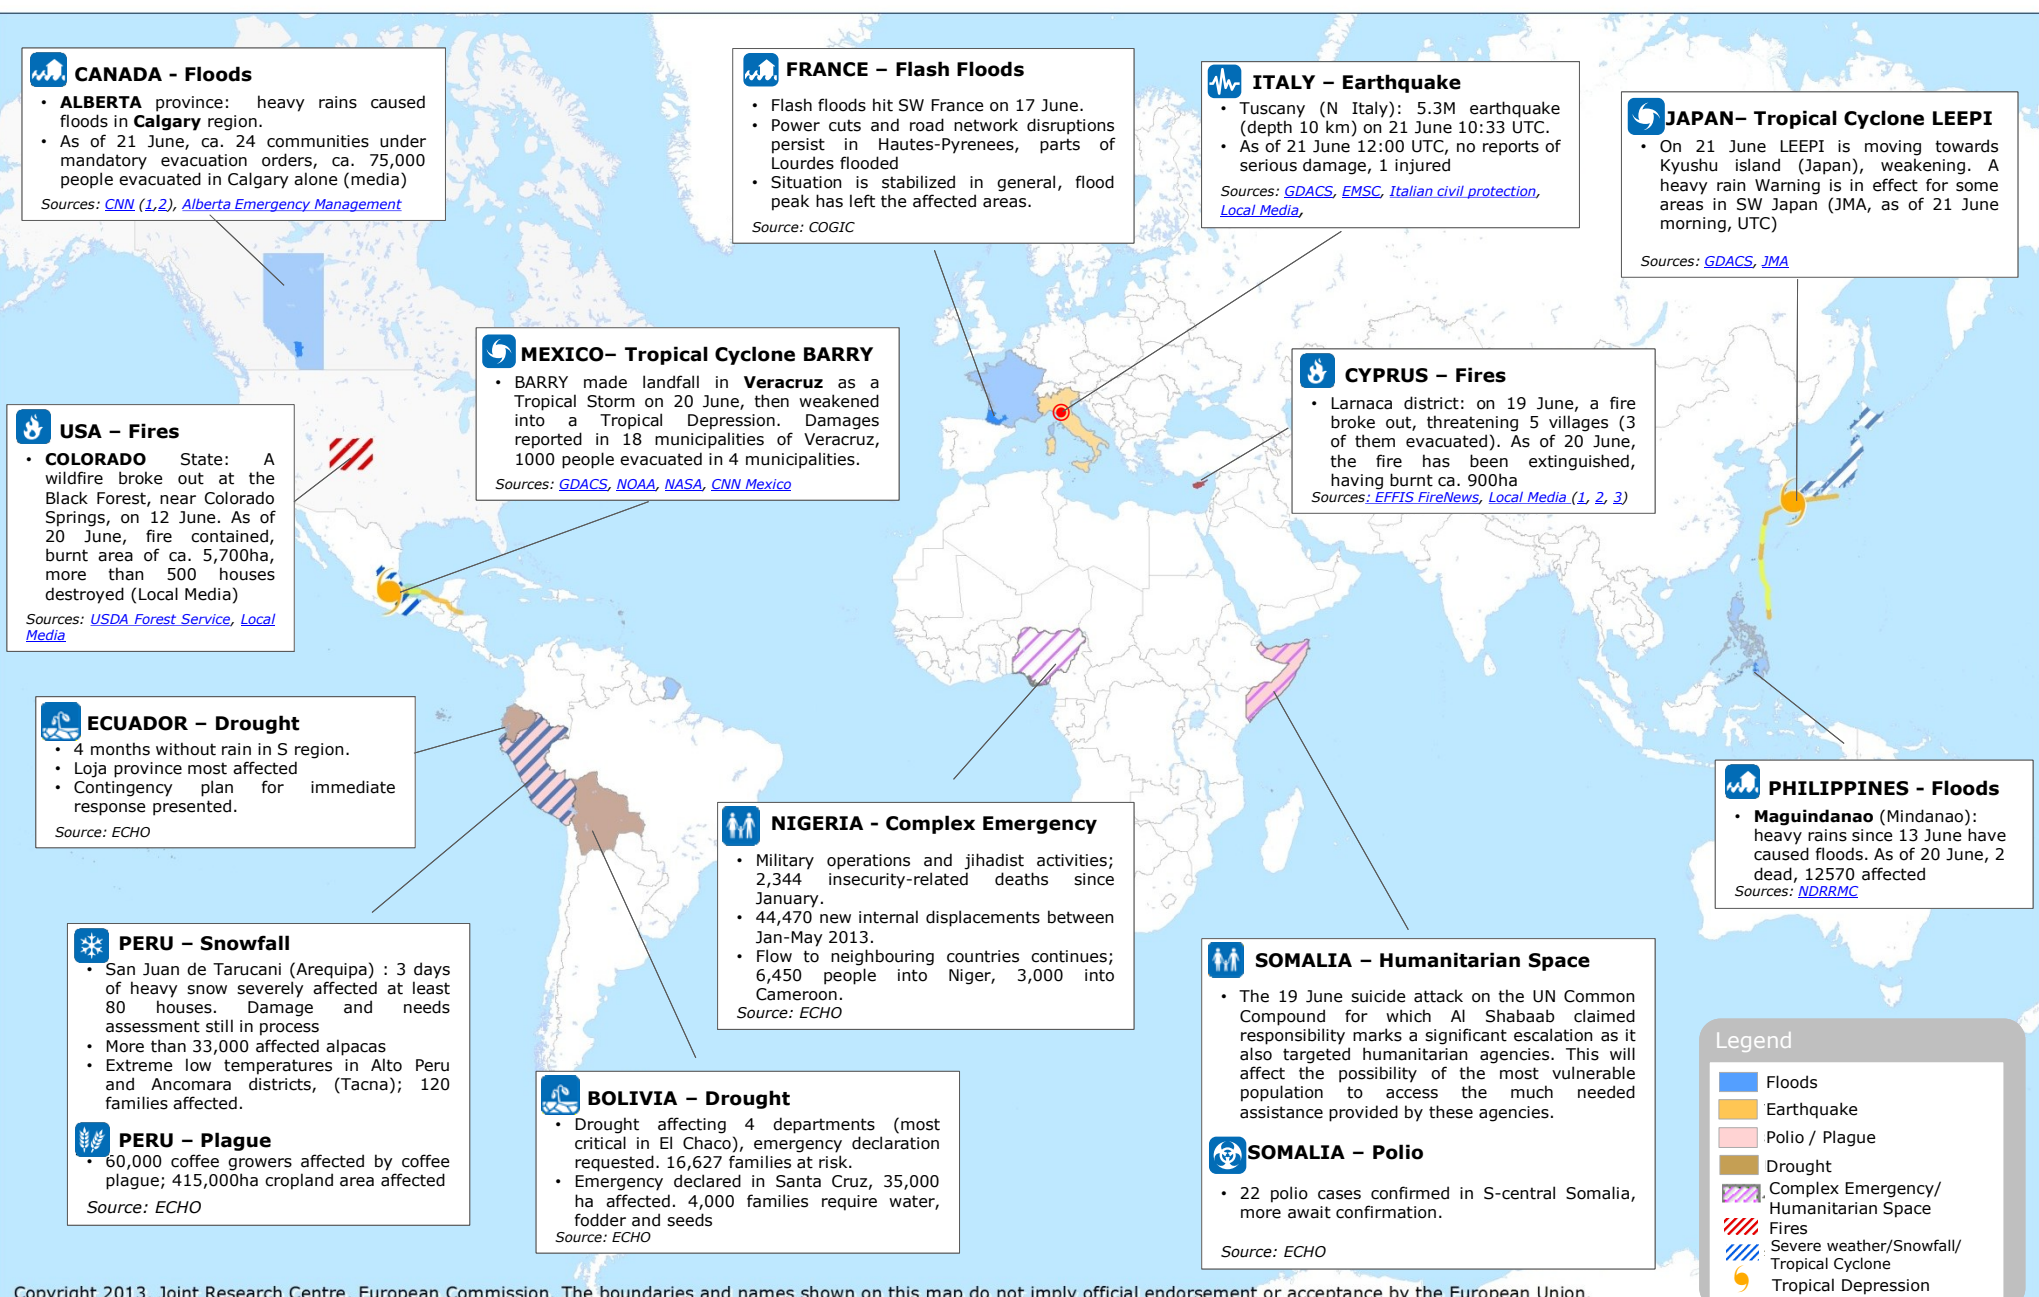 CANADA - Floods
• ALBERTA province: heavy rains caused
floods in Calgary region.
• As of 21 June, ca. 24 communities under
mandatory evacuation orders, ca. 75,000
people evacuated in Calgary alone (media)
Sources: CNN (1,2), Alberta Emergency Management
FRANCE – Flash Floods
• Flash floods hit SW France on 17 June.
• Power cuts and road network disruptions
persist in Hautes-Pyrenees, parts of
Lourdes flooded
• Situation is stabilized in general, flood
peak has left the affected areas.
Source: COGIC
ITALY – Earthquake
• Tuscany (N Italy): 5.3M earthquake
(depth 10 km) on 21 June 10:33 UTC.
• As of 21 June 12:00 UTC, no reports of
serious damage, 1 injured
Sources: GDACS, EMSC, Italian civil protection,
Local Media,
JAPAN– Tropical Cyclone LEEPI
• On 21 June LEEPI is moving towards
Kyushu island (Japan), weakening. A
heavy rain Warning is in effect for some
areas in SW Japan (JMA, as of 21 June
morning, UTC)
Sources: GDACS, JMA
MEXICO– Tropical Cyclone BARRY
• BARRY made landfall in Veracruz as a
Tropical Storm on 20 June, then weakened
into a Tropical Depression. Damages
reported in 18 municipalities of Veracruz,
1000 people evacuated in 4 municipalities.
Sources: GDACS, NOAA, NASA, CNN Mexico
CYPRUS – Fires
• Larnaca district: on 19 June, a fire
broke out, threatening 5 villages (3
of them evacuated). As of 20 June,
the fire has been extinguished,
having burnt ca. 900ha
Sources: EFFIS FireNews, Local Media (1, 2, 3)
USA – Fires
• COLORADO State: A
wildfire broke out at the
Black Forest, near Colorado
Springs, on 12 June. As of
20 June, fire contained,
burnt area of ca. 5,700ha,
more than 500 houses
destroyed (Local Media)
Sources: USDA Forest Service, Local
Media
ECUADOR – Drought
• 4 months without rain in S region.
• Loja province most affected
• Contingency plan for immediate
response presented.
Source: ECHO
NIGERIA - Complex Emergency
• Military operations and jihadist activities;
2,344 insecurity-related deaths since
January.
• 44,470 new internal displacements between
Jan-May 2013.
• Flow to neighbouring countries continues;
6,450 people into Niger, 3,000 into
Cameroon.
Source: ECHO
PHILIPPINES - Floods
• Maguindanao (Mindanao):
heavy rains since 13 June have
caused floods. As of 20 June, 2
dead, 12570 affected
Sources: NDRRMC
PERU – Snowfall
• San Juan de Tarucani (Arequipa) : 3 days
of heavy snow severely affected at least
80 houses. Damage and needs
assessment still in process
• More than 33,000 affected alpacas
• Extreme low temperatures in Alto Peru
and Ancomara districts, (Tacna); 120
families affected.
PERU – Plague
• 60,000 coffee growers affected by coffee
plague; 415,000ha cropland area affected
Source: ECHO
BOLIVIA – Drought
• Drought affecting 4 departments (most
critical in El Chaco), emergency declaration
requested. 16,627 families at risk.
• Emergency declared in Santa Cruz, 35,000
ha affected. 4,000 families require water,
fodder and seeds
Source: ECHO
SOMALIA – Humanitarian Space
• The 19 June suicide attack on the UN Common
Compound for which Al Shabaab claimed
responsibility marks a significant escalation as it
also targeted humanitarian agencies. This will
affect the possibility of the most vulnerable
population to access the much needed
assistance provided by these agencies.
SOMALIA – Polio
• 22 polio cases confirmed in S-central Somalia,
more await confirmation.
Source: ECHO
Legend
Floods
Earthquake
Polio / Plague
Drought
Complex Emergency/
Humanitarian Space
Fires
Severe weather/Snowfall/
Tropical Cyclone
Tropical Depression
Copyright 2013, Joint Research Centre, European Commission. The boundaries and names shown on this map do not imply official endorsement or acceptance by the European Union.